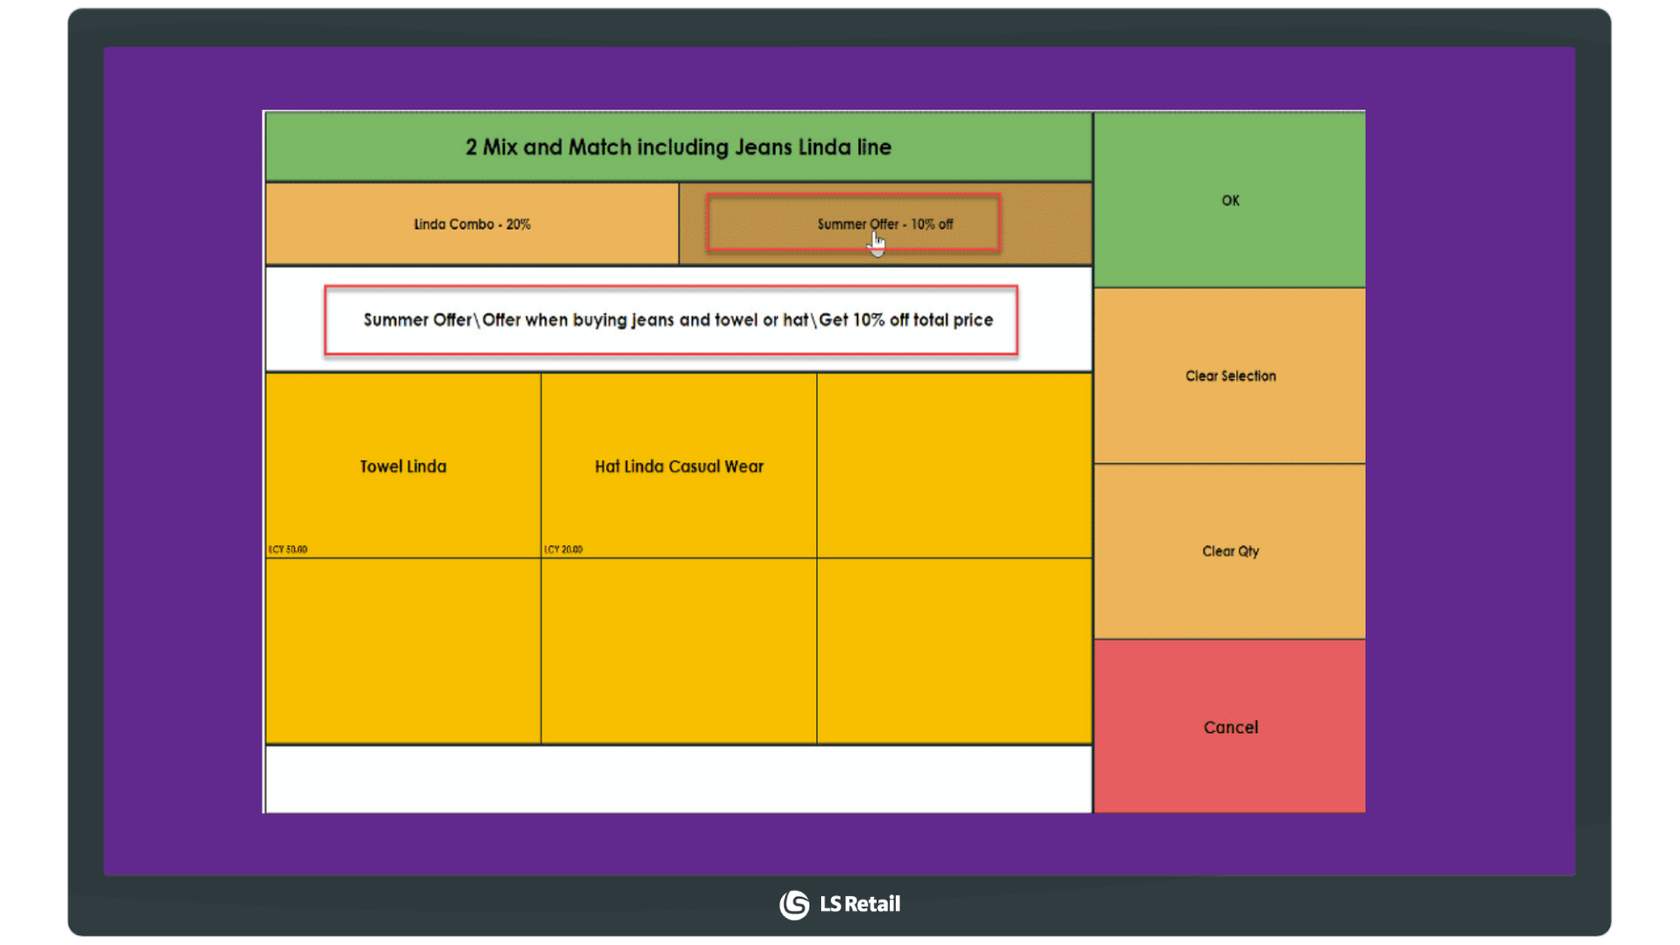 2 Mix and Match including Jeans Linda line
OK
Linda Combo - 20%
Summer Offer - 10% off
Summer Offer\Offer when buying jeans and towel or hat\Get 10% off total price
Clear Selection
Towel Linda
Hat Linda Casual Wear
LCY 50.00
LCY 20.00
Clear Qty
Cancel
LS Retail